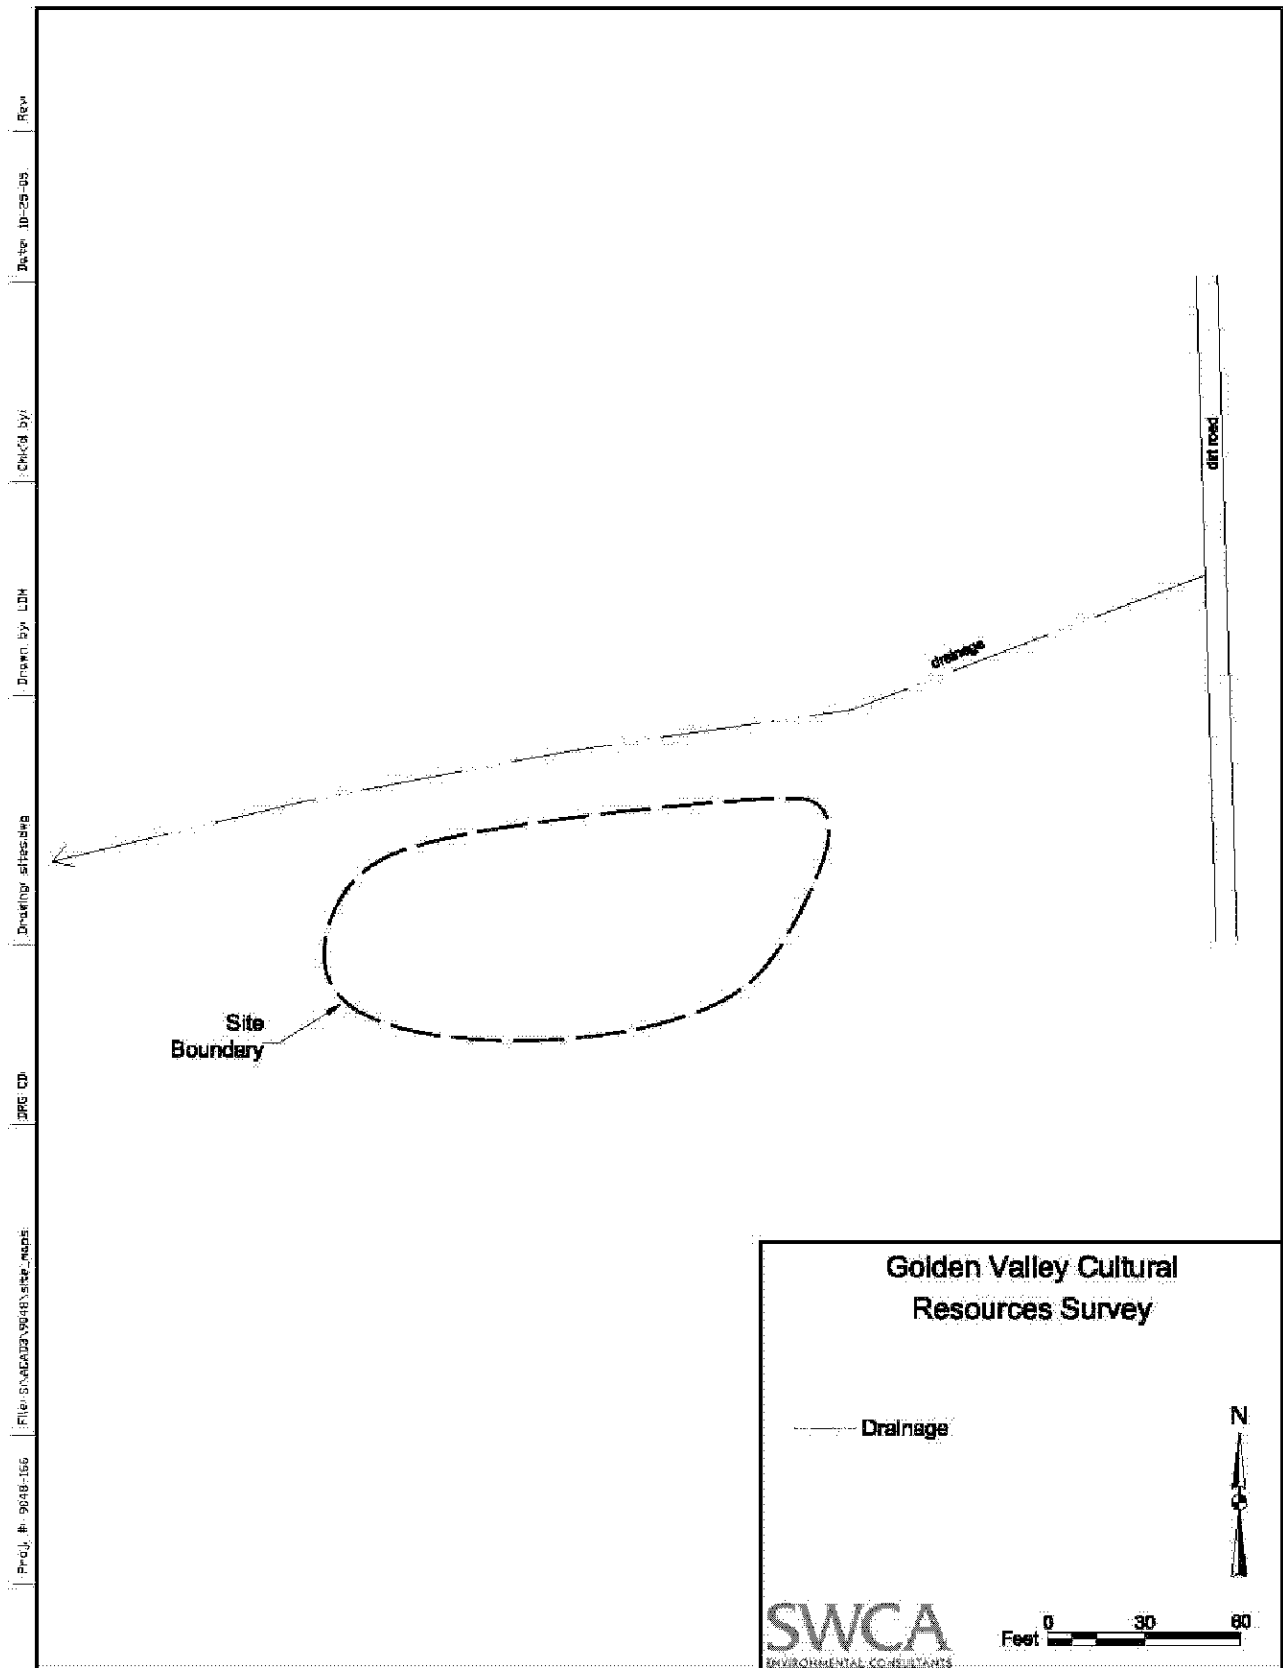 Rev:
Date: 10-25-05
Chk'd by:
Drawn by: LDM
Drawing: sites.dwg
DRG: CD:
File: S:\ACAD3\9048\site_maps
Proj. #: 9048-166
dirt road
drainage
Site
Boundary
Golden Valley Cultural
Resources Survey
Drainage
N
SWCA
ENVIRONMENTAL CONSULTANTS
Feet 0 30 60